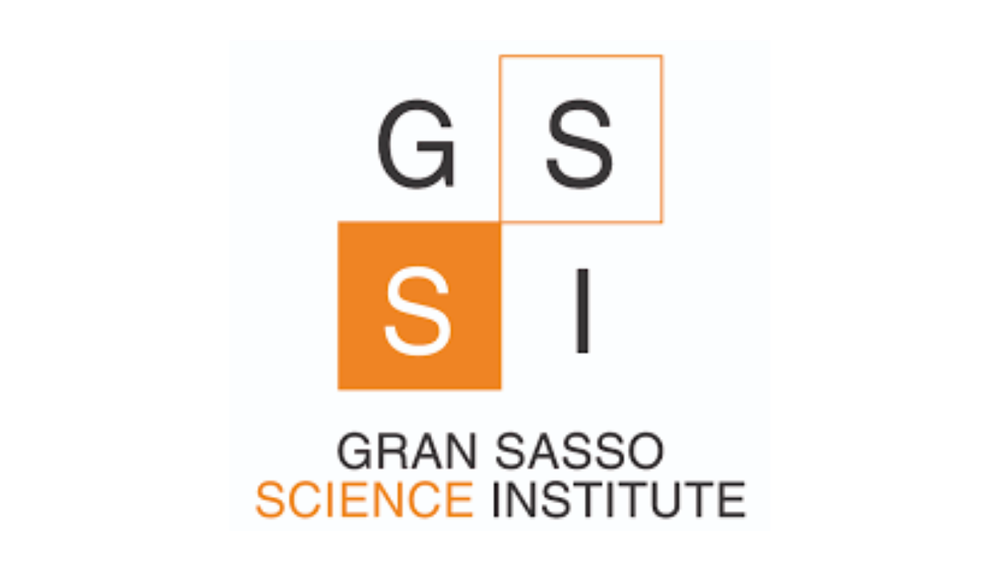 G S
S I
GRAN SASSO
SCIENCE INSTITUTE